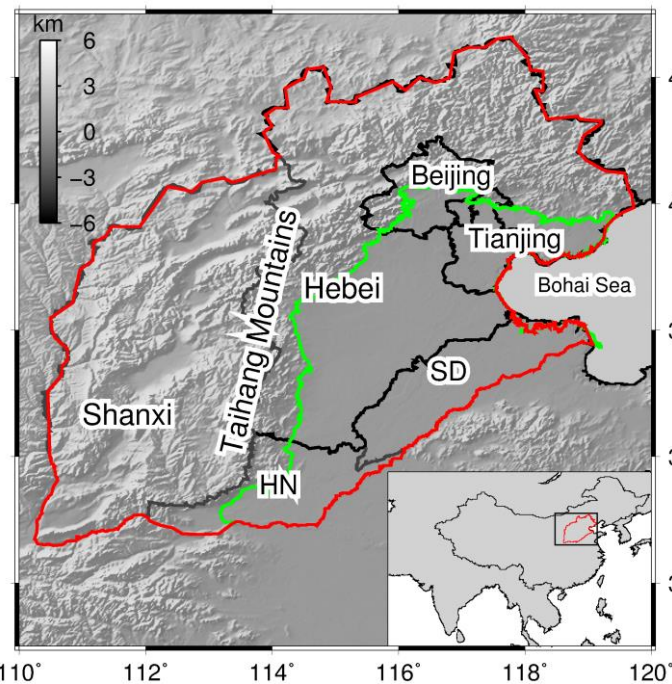 km
6
3
0
−3
−6
Beijing
Tianjing
Bohai Sea
Hebei
Taihang Mountains
SD
Shanxi
HN
110˚
112˚
114˚
116˚
118˚
120˚